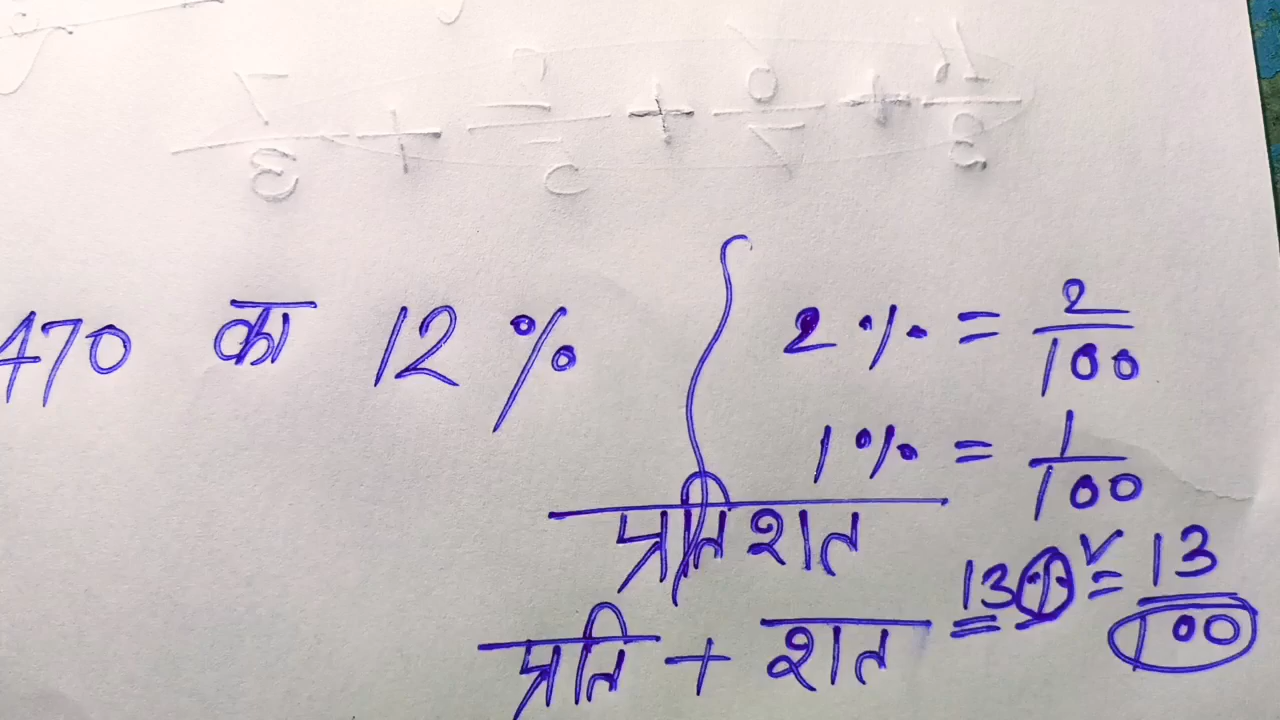 470 का 12 %
2 % = 2/100
1 % = 1/100
प्रतिशत
13 % = 13/100
प्रति + शत